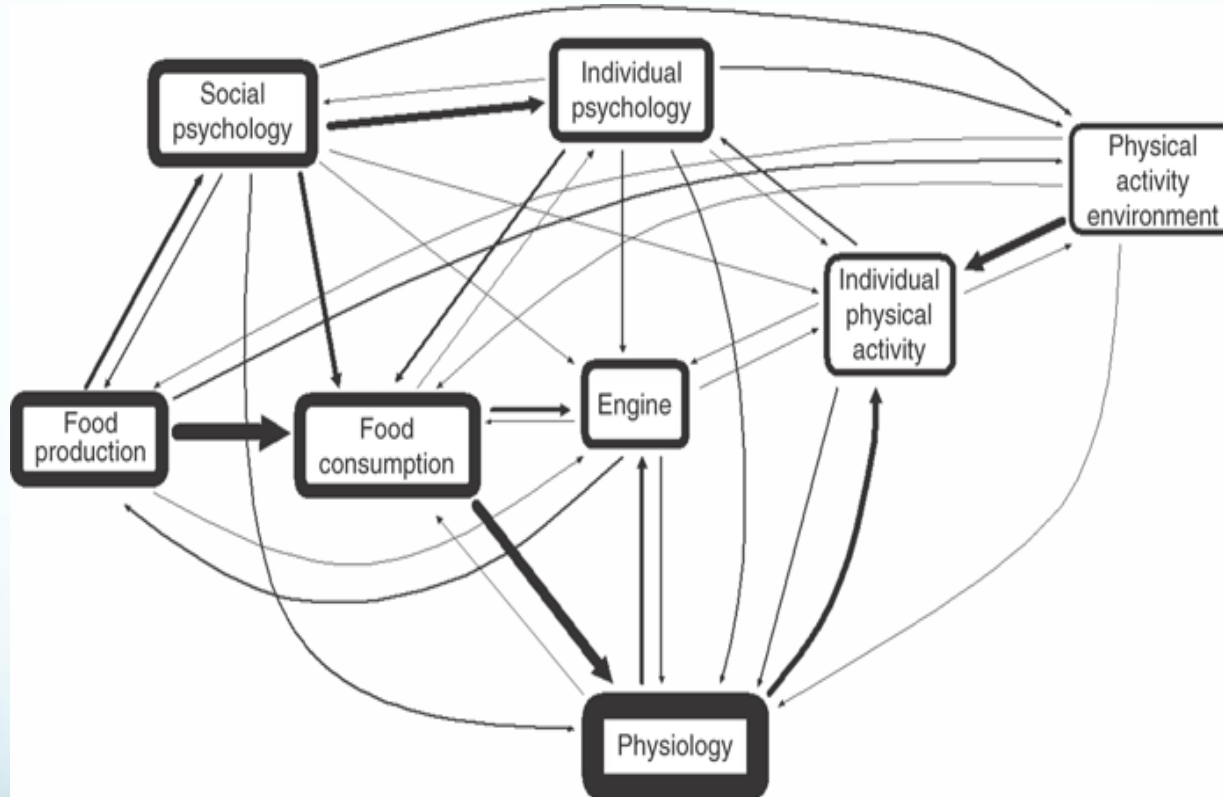 Social
psychology
Individual
psychology
Physical
activity
environment
Individual
physical
activity
Food
production
Food
consumption
Engine
Physiology